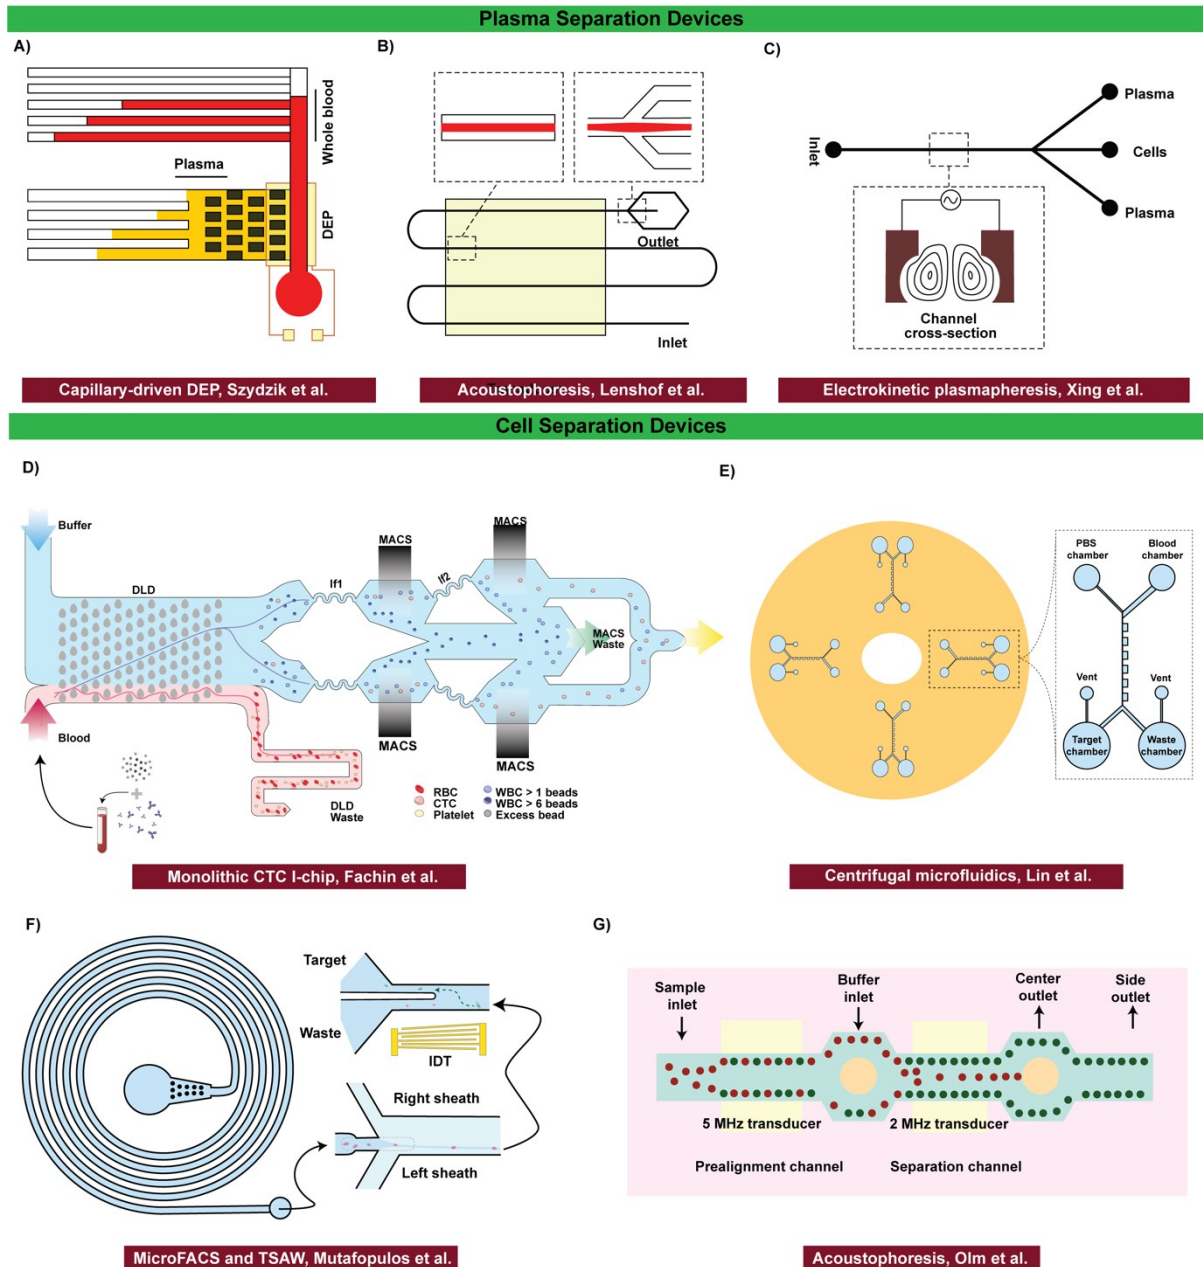 Plasma Separation Devices
A)
Whole blood
Plasma
DEP
Capillary-driven DEP, Szydzik et al.
B)
Outlet
Inlet
Acoustophoresis, Lenshof et al.
C)
Inlet
Plasma
Cells
Plasma
Channel
cross-section
Electrokinetic plasmapheresis, Xing et al.
Cell Separation Devices
D)
Buffer
DLD
If1
MACS
If2
MACS
MACS
Waste
MACS
MACS
Blood
DLD
Waste
RBC
CTC
Platelet
WBC > 1 beads
WBC > 6 beads
Excess bead
Monolithic CTC I-chip, Fachin et al.
E)
PBS
chamber
Blood
chamber
Vent
Vent
Target
chamber
Waste
chamber
Centrifugal microfluidics, Lin et al.
F)
Target
Waste
IDT
Right sheath
Left sheath
MicroFACS and TSAW, Mutafopulos et al.
G)
Sample
inlet
Buffer
inlet
Center
outlet
Side
outlet
5 MHz transducer
2 MHz transducer
Prealignment channel
Separation channel
Acoustophoresis, Olm et al.